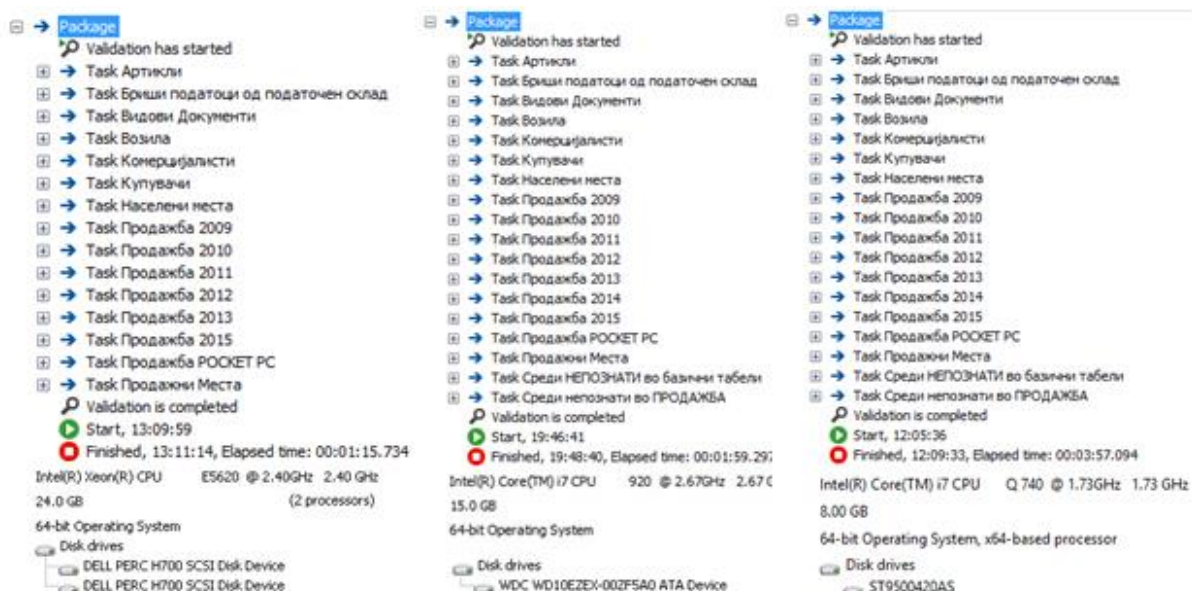 Package
Validation has started
Task Артикли
Task Бриши податоци од податочен склад
Task Видови Документи
Task Возила
Task Комерцијалисти
Task Купувачи
Task Населени места
Task Продажба 2009
Task Продажба 2010
Task Продажба 2011
Task Продажба 2012
Task Продажба 2013
Task Продажба 2015
Task Продажба POCKET PC
Task Продажни Места
Validation is completed
Start, 13:09:59
Finished, 13:11:14, Elapsed time: 00:01:15.734
Intel(R) Xeon(R) CPU E5620 @ 2.40GHz 2.40 GHz
24.0 GB (2 processors)
64-bit Operating System
Disk drives
DELL PERC H700 SCSI Disk Device
DELL PERC H700 SCSI Disk Device
Package
Validation has started
Task Артикли
Task Бриши податоци од податочен склад
Task Видови Документи
Task Возила
Task Комерцијалисти
Task Купувачи
Task Населени места
Task Продажба 2009
Task Продажба 2010
Task Продажба 2011
Task Продажба 2012
Task Продажба 2013
Task Продажба 2014
Task Продажба 2015
Task Продажба POCKET PC
Task Продажни Места
Task Среди НЕПОЗНАТИ во базични табели
Task Среди непознати во ПРОДАЖБА
Validation is completed
Start, 19:46:41
Finished, 19:48:40, Elapsed time: 00:01:59.297
Intel(R) Core(TM) i7 CPU 920 @ 2.67GHz 2.67 G
15.0 GB
64-bit Operating System
Disk drives
WDC WD10EZEX-00ZF5A0 ATA Device
Package
Validation has started
Task Артикли
Task Бриши податоци од податочен склад
Task Видови Документи
Task Возила
Task Комерцијалисти
Task Купувачи
Task Населени места
Task Продажба 2009
Task Продажба 2010
Task Продажба 2011
Task Продажба 2012
Task Продажба 2013
Task Продажба 2014
Task Продажба 2015
Task Продажба POCKET PC
Task Продажни Места
Task Среди НЕПОЗНАТИ во базични табели
Task Среди непознати во ПРОДАЖБА
Validation is completed
Start, 12:05:36
Finished, 12:09:33, Elapsed time: 00:03:57.094
Intel(R) Core(TM) i7 CPU Q 740 @ 1.73GHz 1.73 GHz
8.00 GB
64-bit Operating System, x64-based processor
Disk drives
ST9500420AS